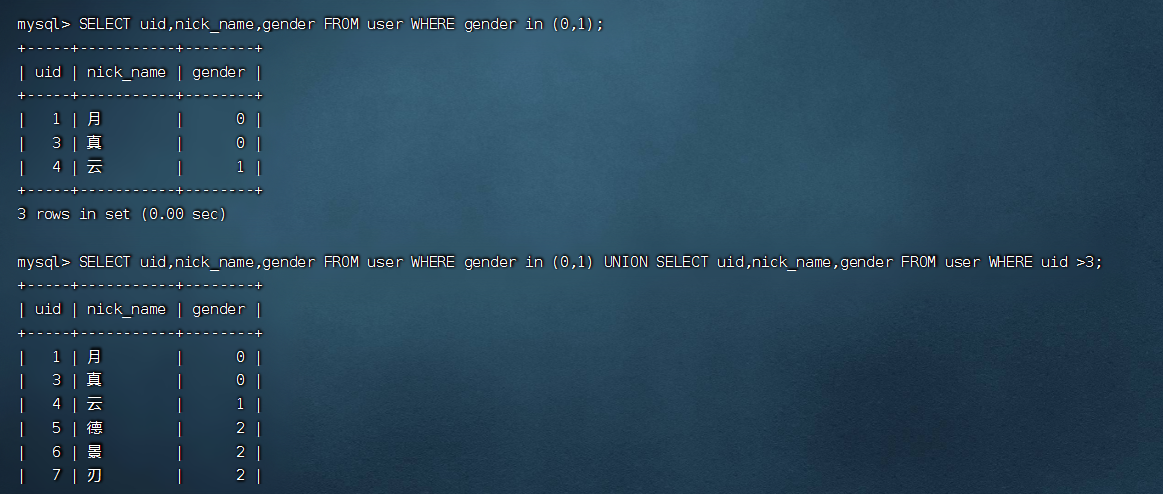 mysql> SELECT uid,nick_name,gender FROM user WHERE gender in (0,1);
+-----+-----------+--------+
| uid | nick_name | gender |
+-----+-----------+--------+
|   1 | 月        |      0 |
|   3 | 真        |      0 |
|   4 | 云        |      1 |
+-----+-----------+--------+
3 rows in set (0.00 sec)
mysql> SELECT uid,nick_name,gender FROM user WHERE gender in (0,1) UNION SELECT uid,nick_name,gender FROM user WHERE uid >3;
+-----+-----------+--------+
| uid | nick_name | gender |
+-----+-----------+--------+
|   1 | 月        |      0 |
|   3 | 真        |      0 |
|   4 | 云        |      1 |
|   5 | 德        |      2 |
|   6 | 景        |      2 |
|   7 | 刃        |      2 |